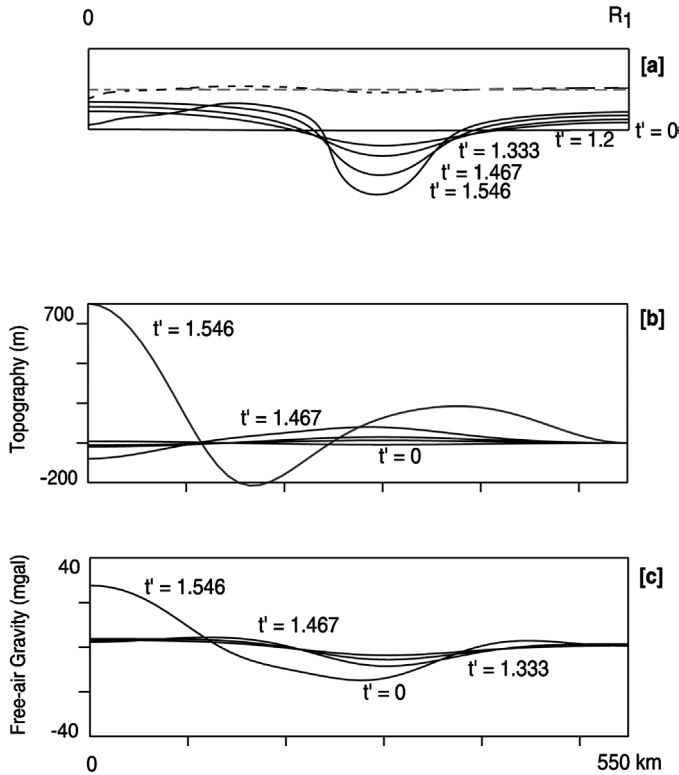 0 R1
[a]
t' = 0
t' = 1.2
t' = 1.333
t' = 1.467
t' = 1.546
[b]
700
t' = 1.546
Topography (m)
t' = 1.467
t' = 0
-200
[c]
40
t' = 1.546
Free-air Gravity (mgal)
t' = 1.467
t' = 1.333
t' = 0
-40
0 550 km